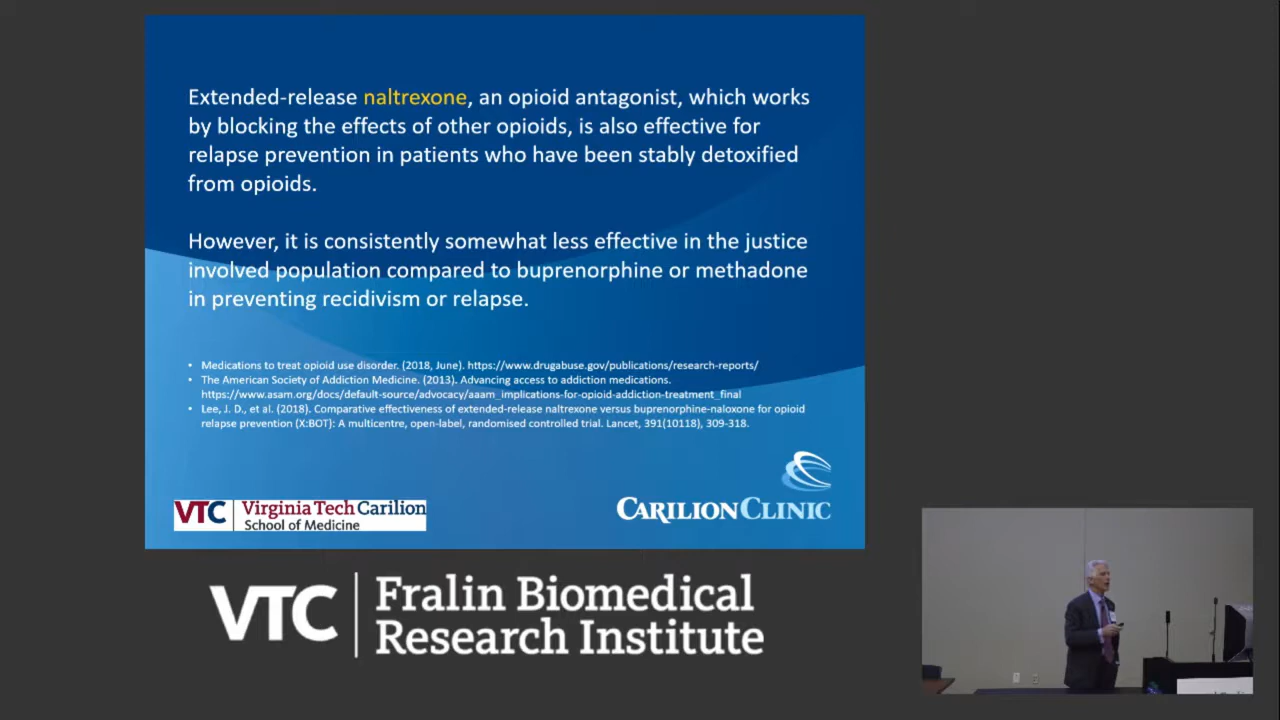 Extended-release naltrexone, an opioid antagonist, which works
by blocking the effects of other opioids, is also effective for
relapse prevention in patients who have been stably detoxified
from opioids.
However, it is consistently somewhat less effective in the justice
involved population compared to buprenorphine or methadone
in preventing recidivism or relapse.
• Medications to treat opioid use disorder. (2018, June). https://www.drugabuse.gov/publications/research-reports/
• The American Society of Addiction Medicine. (2013). Advancing access to addiction medications.
https://www.asam.org/docs/default-source/advocacy/aaam_implications-for-opioid-addiction-treatment_final
• Lee, J. D., et al. (2018). Comparative effectiveness of extended-release naltrexone versus buprenorphine-naloxone for opioid
relapse prevention (X:BOT): A multicentre, open-label, randomised controlled trial. Lancet, 391(10118), 309-318.
VTC Virginia Tech Carilion
School of Medicine
CARILION CLINIC
VTC Fralin Biomedical
Research Institute